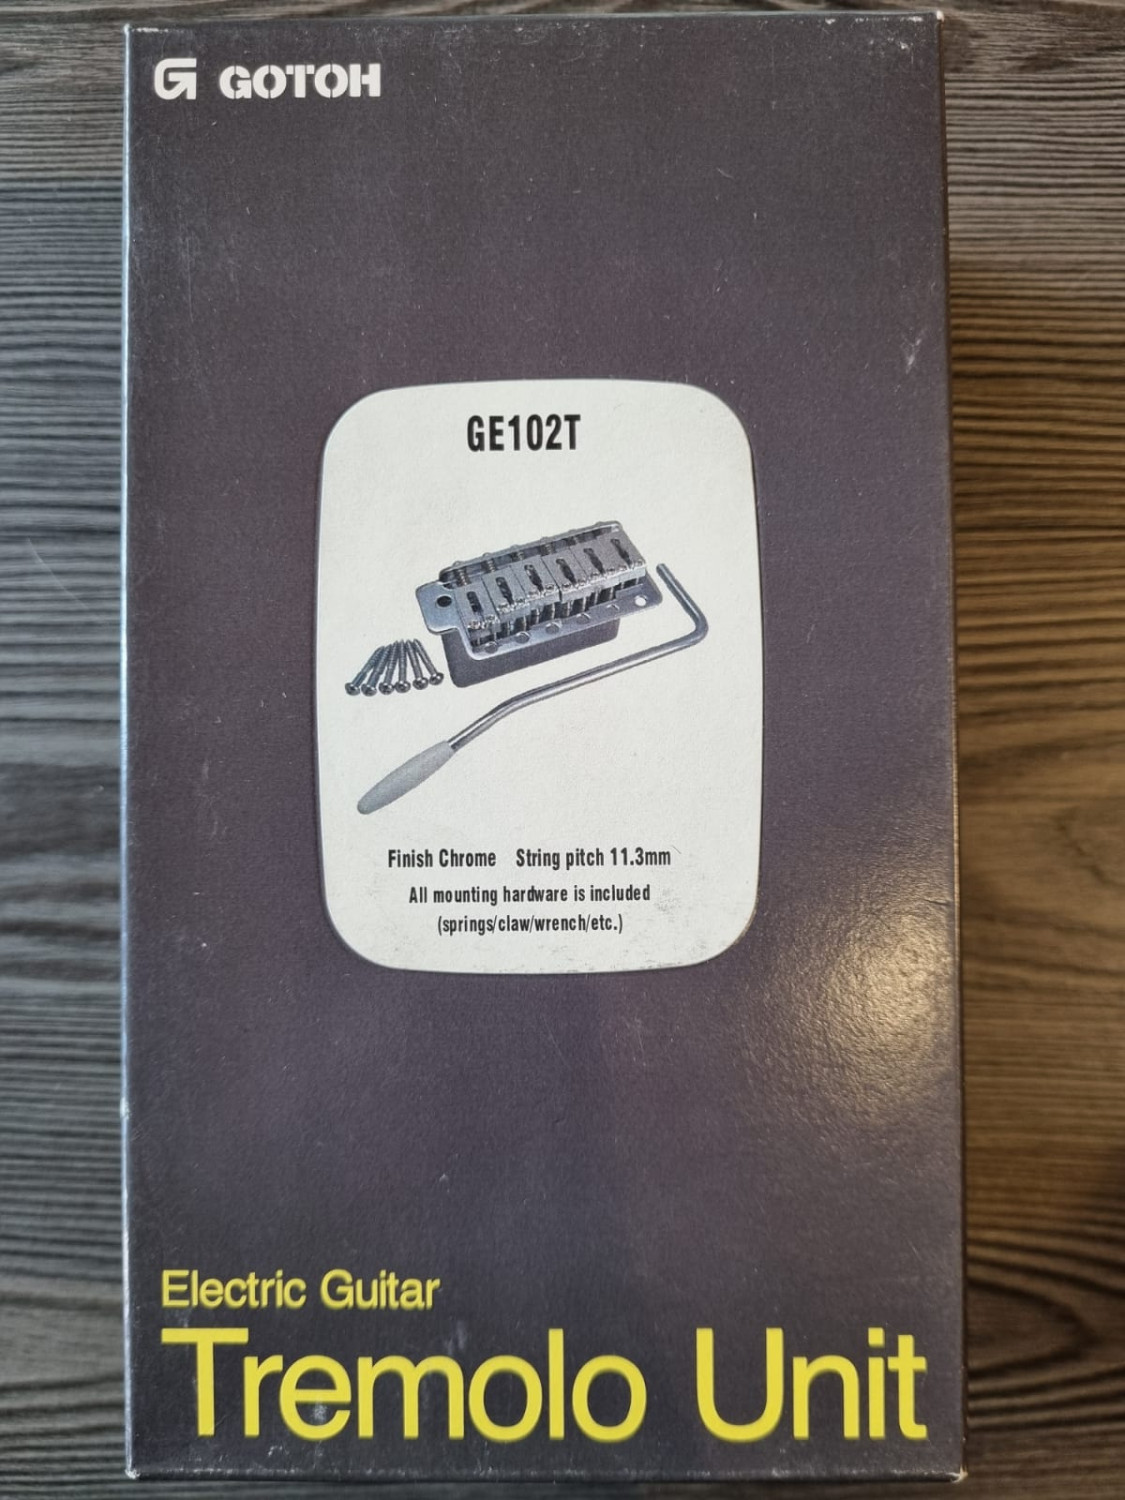 GOTOH
GE102T
Finish Chrome String pitch 11.3mm
All mounting hardware is included
(springs/claw/wrench/etc.)
Electric Guitar
Tremolo Unit